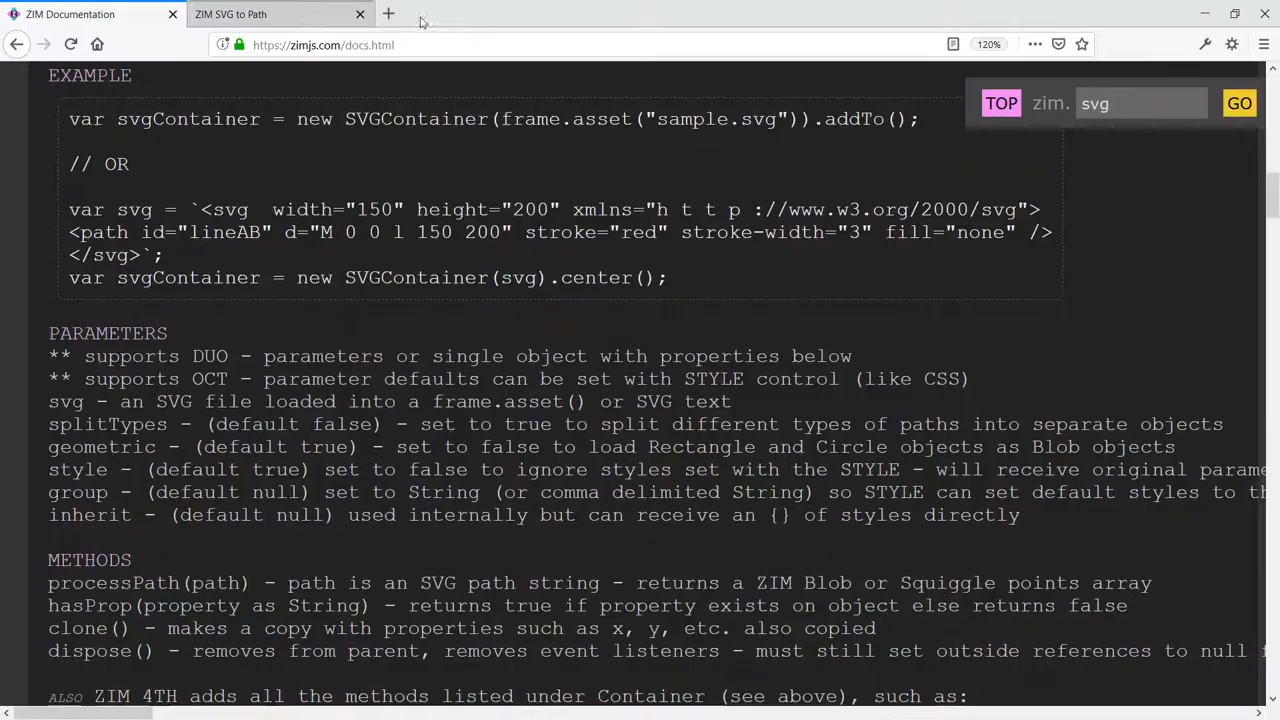 ZIM Documentation
ZIM SVG to Path
https://zimjs.com/docs.html
120%
EXAMPLE
TOP zim. svg GO
var svgContainer = new SVGContainer(frame.asset("sample.svg")).addTo();
// OR
var svg = `<svg  width="150" height="200" xmlns="h t t p ://www.w3.org/2000/svg">
<path id="lineAB" d="M 0 0 l 150 200" stroke="red" stroke-width="3" fill="none" />
</svg>`;
var svgContainer = new SVGContainer(svg).center();
PARAMETERS
** supports DUO - parameters or single object with properties below
** supports OCT - parameter defaults can be set with STYLE control (like CSS)
svg - an SVG file loaded into a frame.asset() or SVG text
splitTypes - (default false) - set to true to split different types of paths into separate objects
geometric - (default true) - set to false to load Rectangle and Circle objects as Blob objects
style - (default true) set to false to ignore styles set with the STYLE - will receive original parame
group - (default null) set to String (or comma delimited String) so STYLE can set default styles to th
inherit - (default null) used internally but can receive an {} of styles directly
METHODS
processPath(path) - path is an SVG path string - returns a ZIM Blob or Squiggle points array
hasProp(property as String) - returns true if property exists on object else returns false
clone() - makes a copy with properties such as x, y, etc. also copied
dispose() - removes from parent, removes event listeners - must still set outside references to null f
ALSO ZIM 4TH adds all the methods listed under Container (see above), such as: